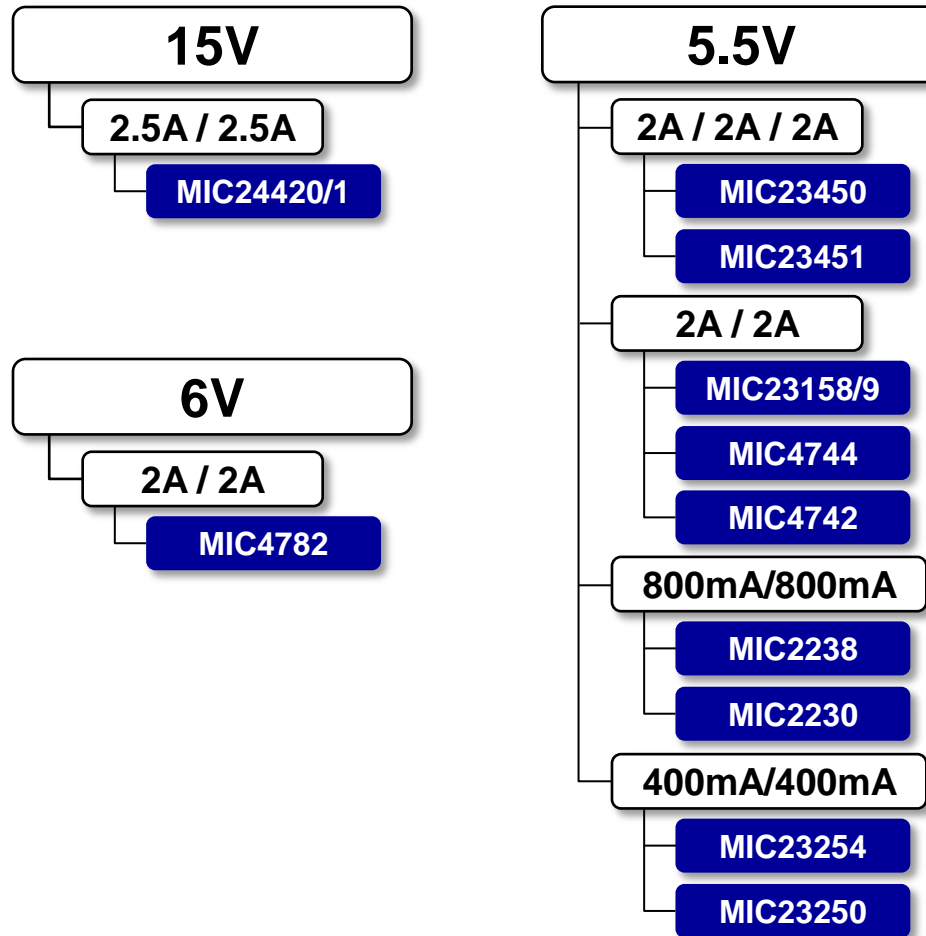 15V
2.5A / 2.5A
MIC24420/1
6V
2A / 2A
MIC4782
5.5V
2A / 2A / 2A
MIC23450
MIC23451
2A / 2A
MIC23158/9
MIC4744
MIC4742
800mA/800mA
MIC2238
MIC2230
400mA/400mA
MIC23254
MIC23250